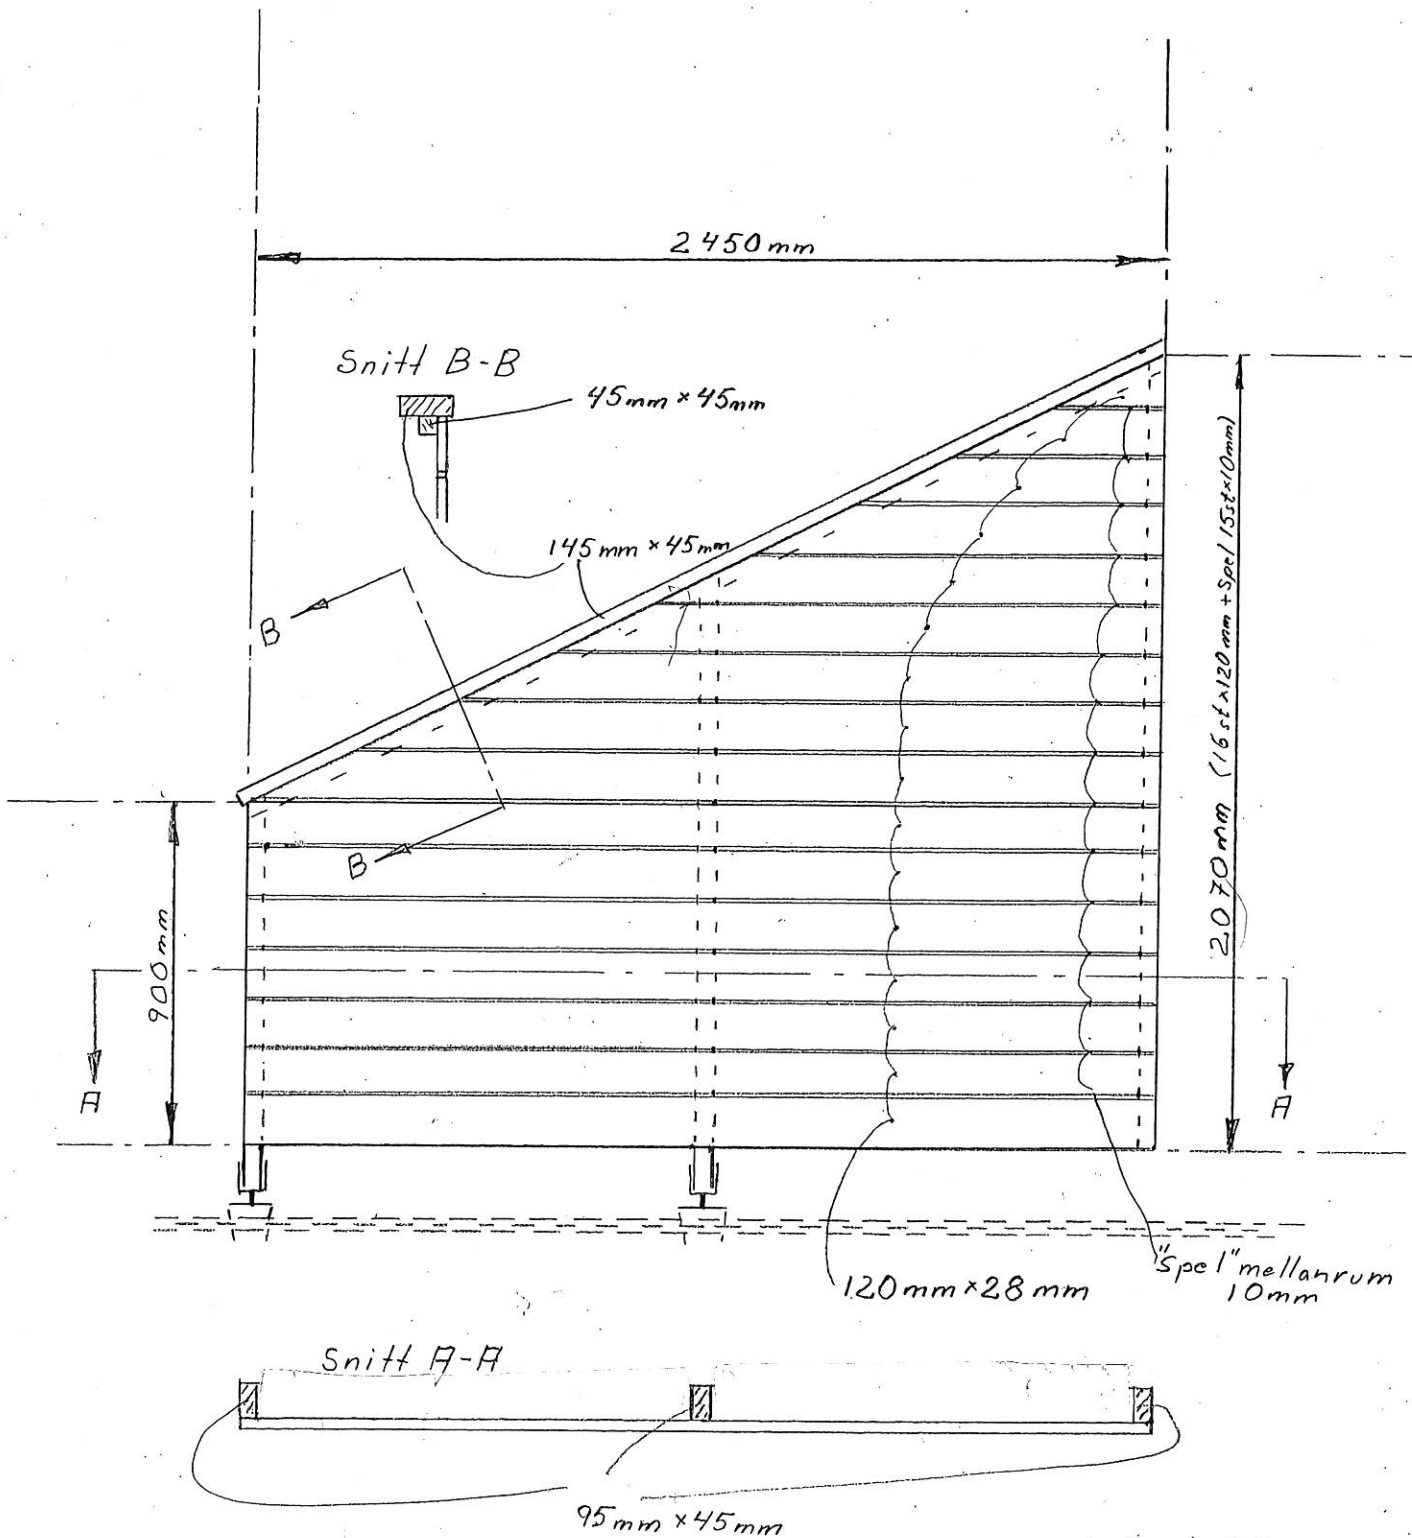 2450mm
Snitt B-B
45mm × 45mm
145mm × 45mm
B
B
900mm
2070mm (16st×120mm + Spel 15st×10mm)
A
A
120mm×28mm
"Spel" mellanrum
10mm
Snitt A-A
95mm × 45mm